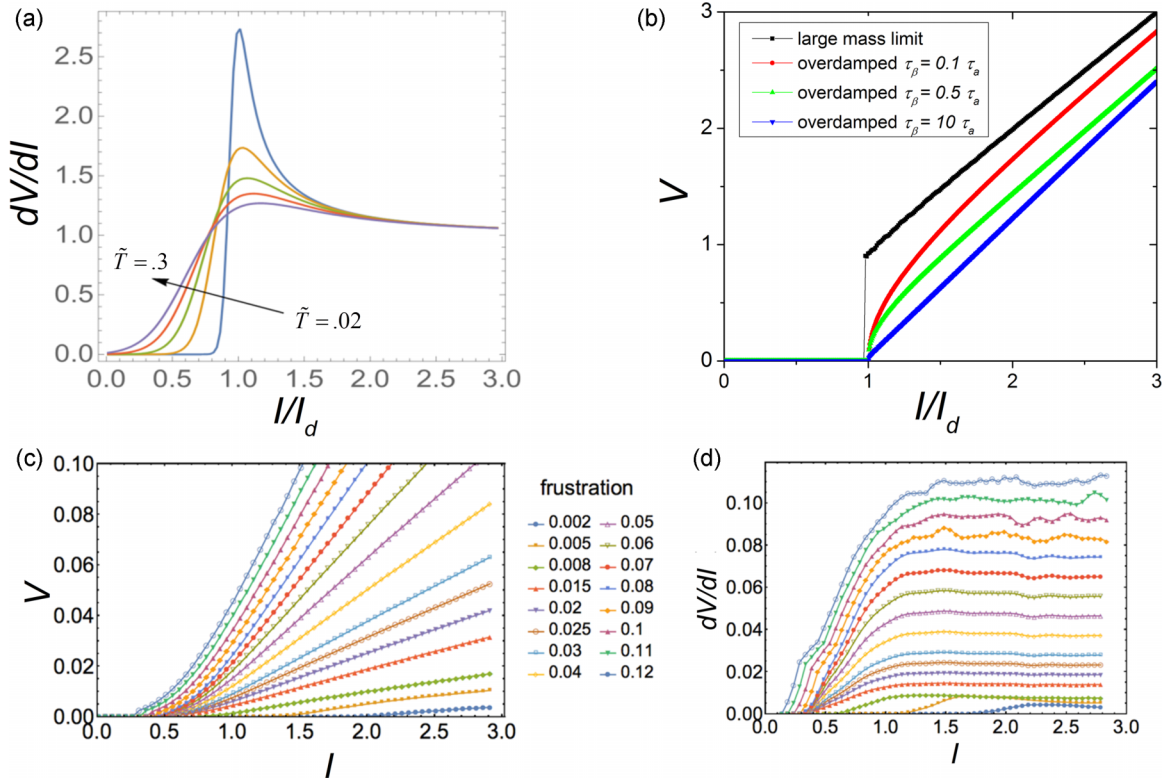 (a)
dV/dI
2.5
2.0
1.5
1.0
0.5
0.0
T̃ = .3
T̃ = .02
0.0 0.5 1.0 1.5 2.0 2.5 3.0
I/I_d
(b)
V
3
2
1
0
large mass limit
overdamped τ_β = 0.1 τ_a
overdamped τ_β = 0.5 τ_a
overdamped τ_β = 10 τ_a
0 1 2 3
I/I_d
(c)
V
0.10
0.08
0.06
0.04
0.02
0.00
0.0 0.5 1.0 1.5 2.0 2.5 3.0
I
frustration
0.002 0.05
0.005 0.06
0.008 0.07
0.015 0.08
0.02 0.09
0.025 0.1
0.03 0.11
0.04 0.12
(d)
dV/dI
0.10
0.08
0.06
0.04
0.02
0.00
0.0 0.5 1.0 1.5 2.0 2.5 3.0
I